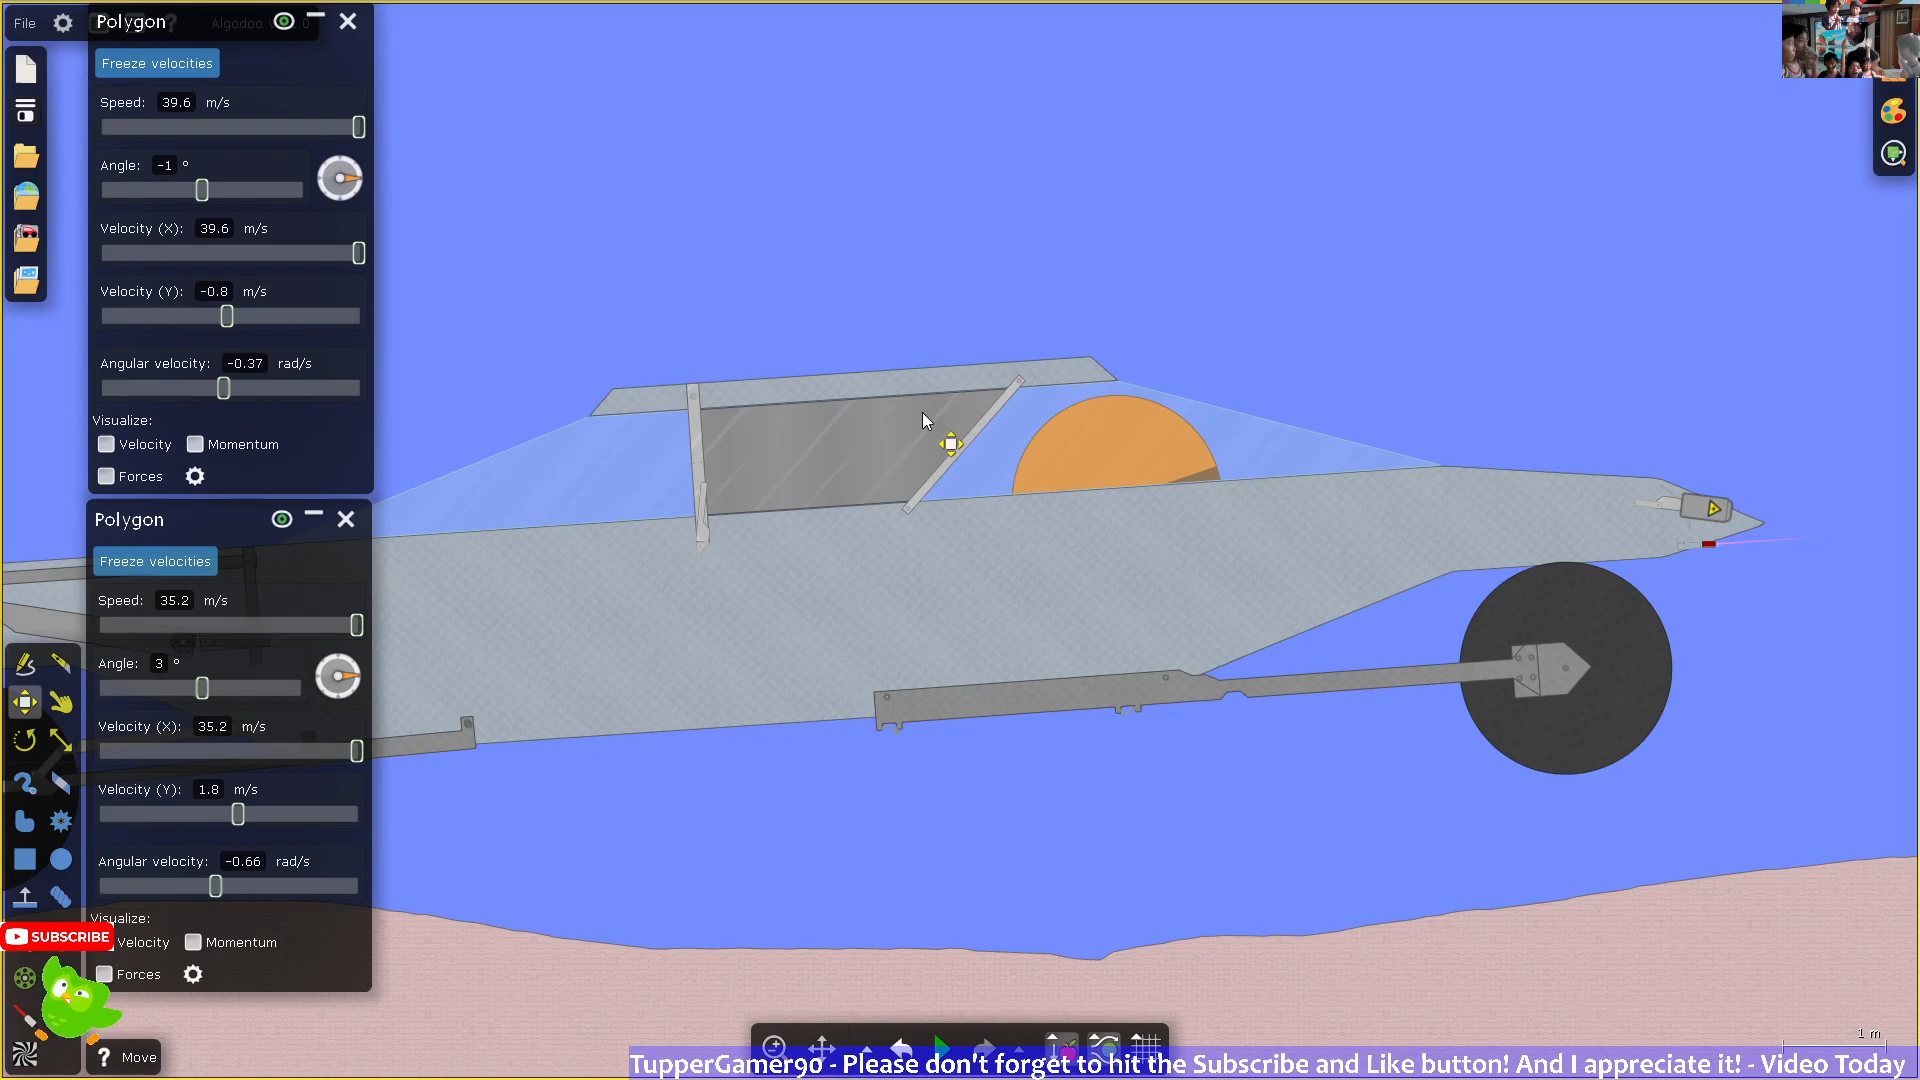 File
Polygon
?
Algodoo v
.0
Freeze velocities
Speed: 39.6 m/s
Angle: -1 °
Velocity (X): 39.6 m/s
Velocity (Y): -0.8 m/s
Angular velocity: -0.37 rad/s
Visualize:
Velocity Momentum
Forces
Polygon
Freeze velocities
Speed: 35.2 m/s
Angle: 3 °
Velocity (X): 35.2 m/s
Velocity (Y): 1.8 m/s
Angular velocity: -0.66 rad/s
Visualize:
SUBSCRIBE
Velocity Momentum
Forces
? Move
1 m
TupperGamer90 - Please don't forget to hit the Subscribe and Like button! And I appreciate it! - Video Today